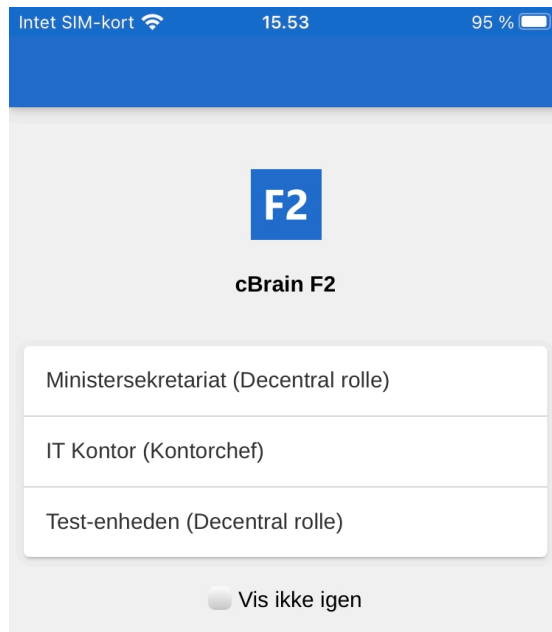 Intet SIM-kort 15.53 95 %
F2
cBrain F2
Ministersekretariat (Decentral rolle)
IT Kontor (Kontorchef)
Test-enheden (Decentral rolle)
Vis ikke igen